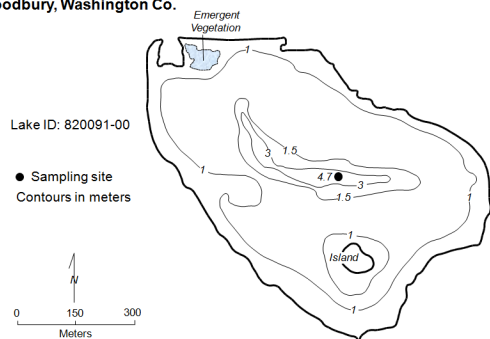 oodbury, Washington Co.
Emergent
Vegetation
1
Lake ID: 820091-00
1.5
3
1
4.7
3
1.5
1
Sampling site
Contours in meters
1
Island
N
1
0 150 300
Meters